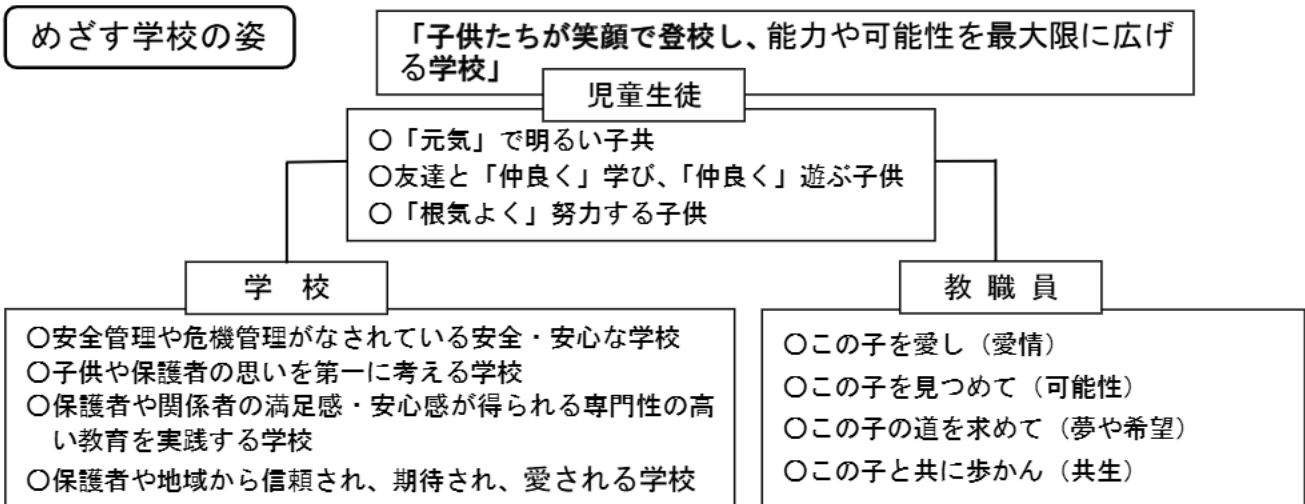 めざす学校の姿
「子供たちが笑顔で登校し、能力や可能性を最大限に広げ
る学校」
児童生徒
○「元気」で明るい子共
○友達と「仲良く」学び、「仲良く」遊ぶ子供
○「根気よく」努力する子供
学　校
○安全管理や危機管理がなされている安全・安心な学校
○子供や保護者の思いを第一に考える学校
○保護者や関係者の満足感・安心感が得られる専門性の高
い教育を実践する学校
○保護者や地域から信頼され、期待され、愛される学校
教 職 員
○この子を愛し（愛情）
○この子を見つめて（可能性）
○この子の道を求めて（夢や希望）
○この子と共に歩かん（共生）